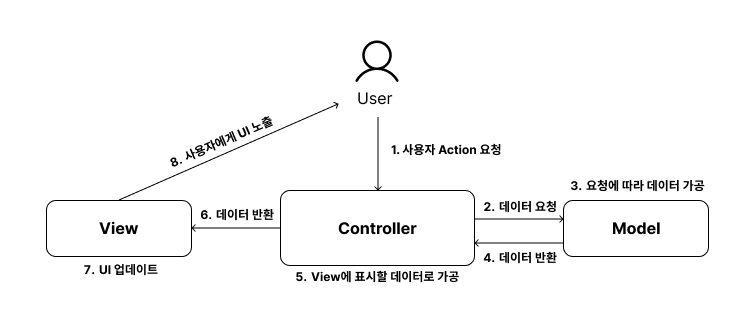 User
1. 사용자 Action 요청
8. 사용자에게 UI 노출
3. 요청에 따라 데이터 가공
View
6. 데이터 반환
Controller
2. 데이터 요청
4. 데이터 반환
Model
7. UI 업데이트
5. View에 표시할 데이터로 가공